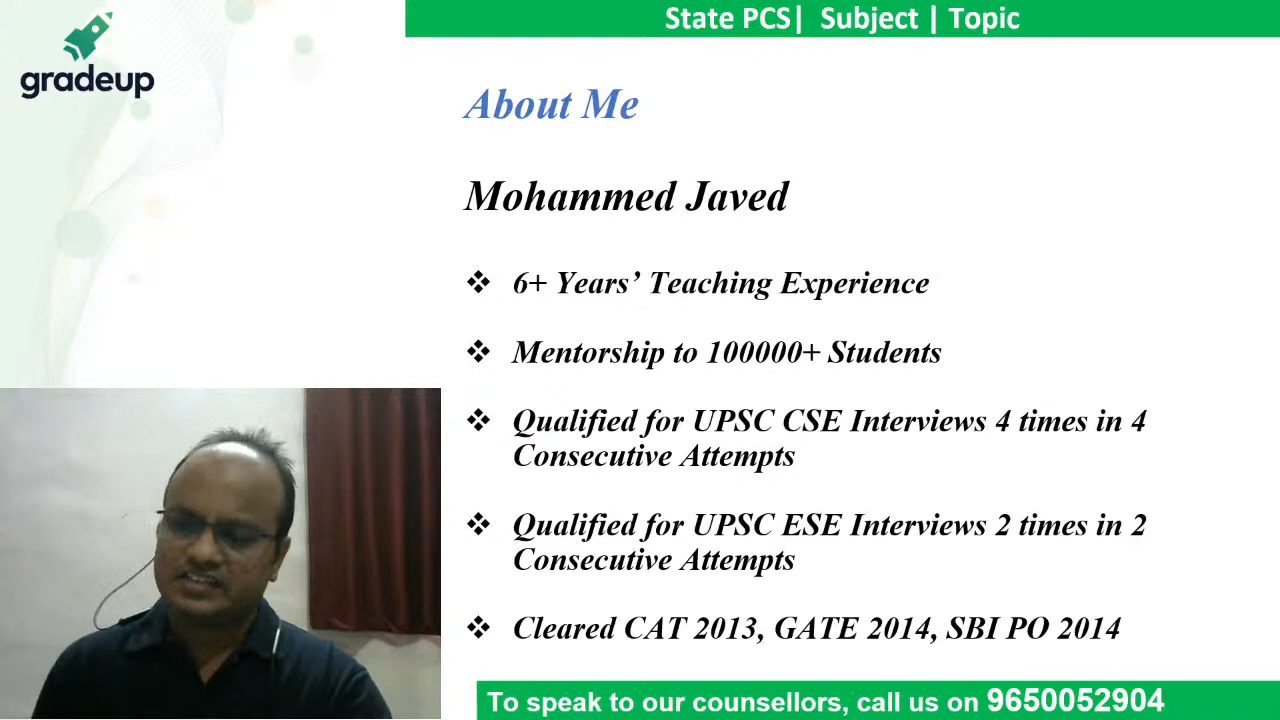 gradeup
State PCS| Subject | Topic
About Me
Mohammed Javed
❖ 6+ Years’ Teaching Experience
❖ Mentorship to 100000+ Students
❖ Qualified for UPSC CSE Interviews 4 times in 4
Consecutive Attempts
❖ Qualified for UPSC ESE Interviews 2 times in 2
Consecutive Attempts
❖ Cleared CAT 2013, GATE 2014, SBI PO 2014
To speak to our counsellors, call us on 9650052904